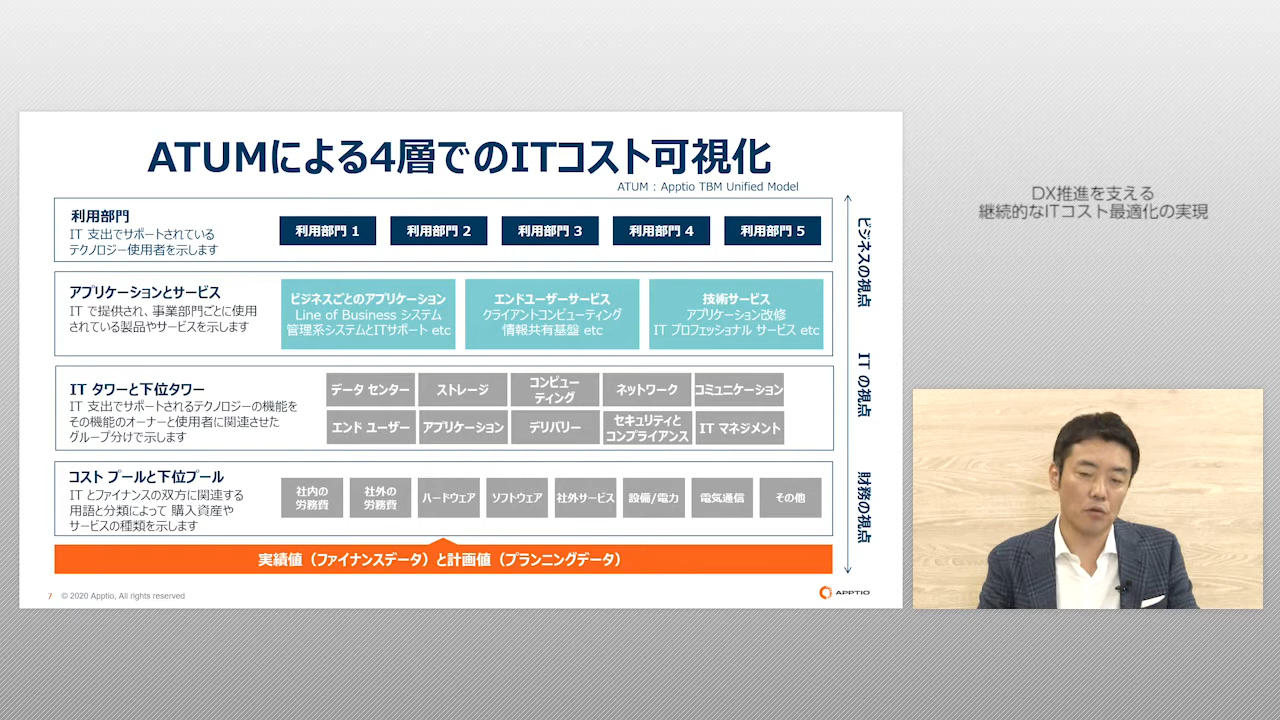 ATUMによる4層でのITコスト可視化
ATUM : Apptio TBM Unified Model
利用部門
IT 支出でサポートされている
テクノロジー使用者を示します
利用部門 1
利用部門 2
利用部門 3
利用部門 4
利用部門 5
アプリケーションとサービス
IT で提供され、事業部門ごとに使用
されている製品やサービスを示します
ビジネスごとのアプリケーション
Line of Business システム
管理系システムとITサポート etc
エンドユーザーサービス
クライアントコンピューティング
情報共有基盤 etc
技術サービス
アプリケーション改修
IT プロフェッショナル サービス etc
IT タワーと下位タワー
IT 支出でサポートされるテクノロジーの機能を
その機能のオーナーと使用者に関連させた
グループ分けで示します
データ センター
ストレージ
コンピュー
ティング
ネットワーク
コミュニケーション
エンド ユーザー
アプリケーション
デリバリー
セキュリティと
コンプライアンス
IT マネジメント
コスト プールと下位プール
IT とファイナンスの双方に関連する
用語と分類によって 購入資産や
サービスの種類を示します
社内の
労務費
社外の
労務費
ハードウェア
ソフトウェア
社外サービス
設備/電力
電気通信
その他
実績値（ファイナンスデータ）と計画値（プランニングデータ）
ビジネスの視点
IT の視点
財務の視点
7 © 2020 Apptio, All rights reserved
APPTIO
DX推進を支える
継続的なITコスト最適化の実現